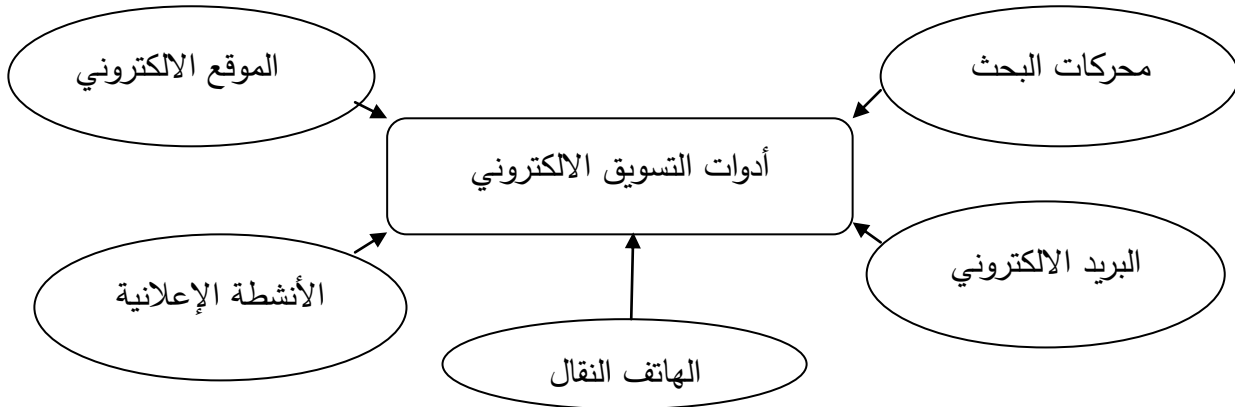 محركات البحث
الموقع الالكتروني
أدوات التسويق الالكتروني
البريد الالكتروني
الأنشطة الإعلانية
الهاتف النقال